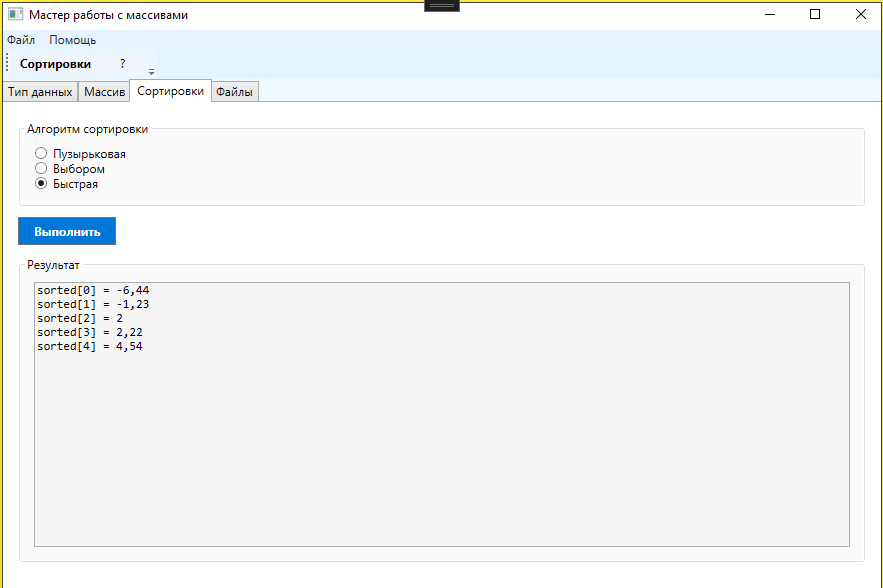 Мастер работы с массивами
Файл Помощь
Сортировки ?
Тип данных Массив Сортировки Файлы
Алгоритм сортировки
Пузырьковая
Выбором
Быстрая
Выполнить
Результат
sorted[0] = -6,44
sorted[1] = -1,23
sorted[2] = 2
sorted[3] = 2,22
sorted[4] = 4,54